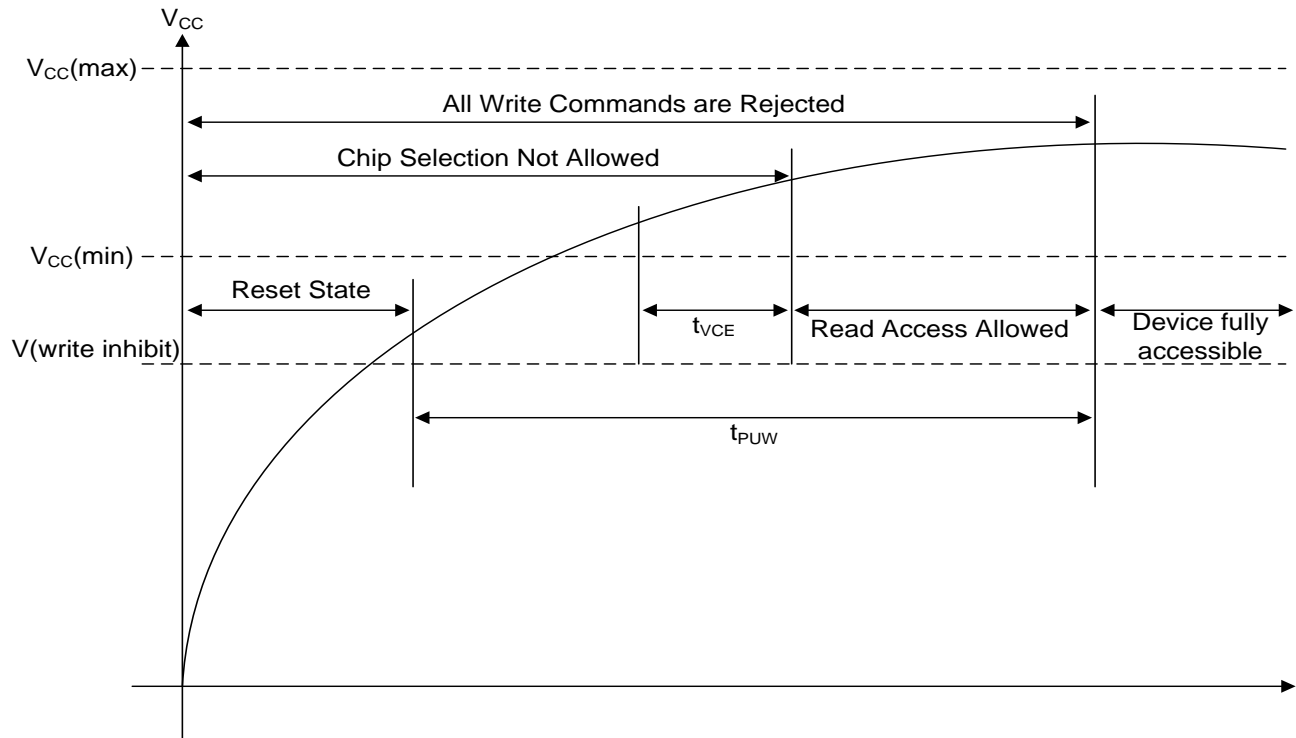 VCC
VCC(max)
All Write Commands are Rejected
Chip Selection Not Allowed
VCC(min)
Reset State
tVCE
Read Access Allowed
Device fully
accessible
V(write inhibit)
tPUW